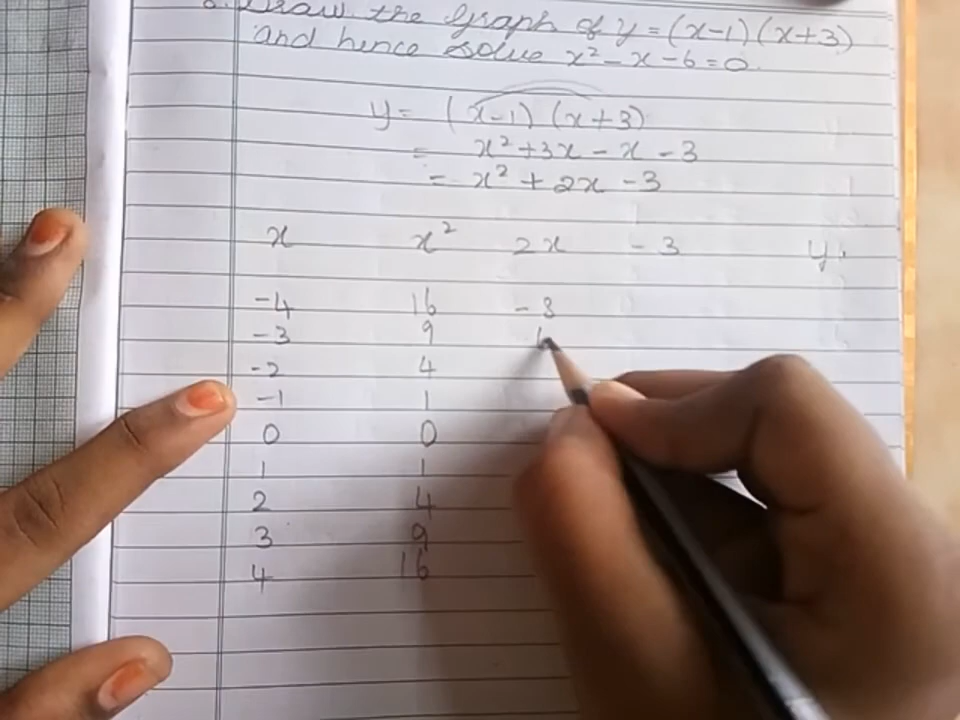 Draw the Graph of y=(x-1)(x+3)
and hence solve x² - x - 6 = 0.
y = (x-1) (x+3)
= x² + 3x - x - 3
= x² + 2x - 3
x x² 2x - 3 y
-4 16 - 8
-3 9
-2 4
-1 1
0 0
1 1
2 4
3 9
4 16